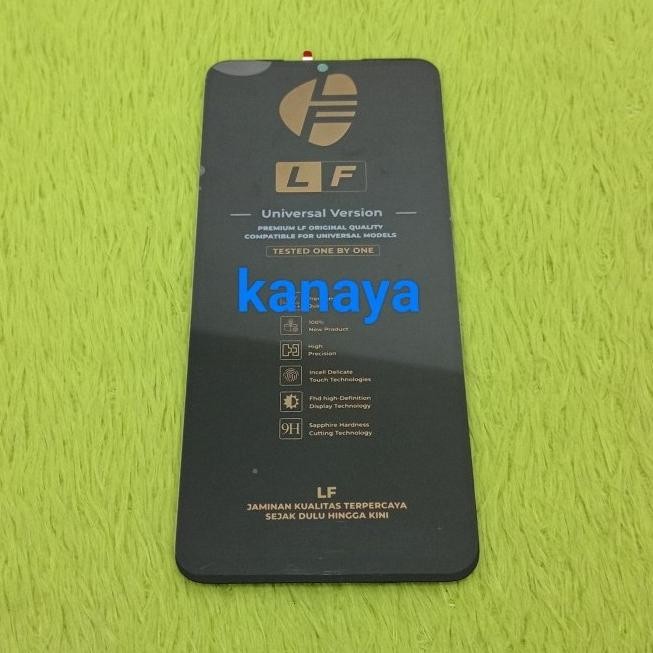 LF
Universal Version
PREMIUM LF ORIGINAL QUALITY
COMPATIBLE FOR UNIVERSAL MODELS
TESTED ONE BY ONE
kanaya
100%
New Product
High
Precision
Incell Delicate
Touch Technologies
Fhd high-Definition
Display Technology
9H
Sapphire Hardness
Cutting Technology
LF
JAMINAN KUALITAS TERPERCAYA
SEJAK DULU HINGGA KINI